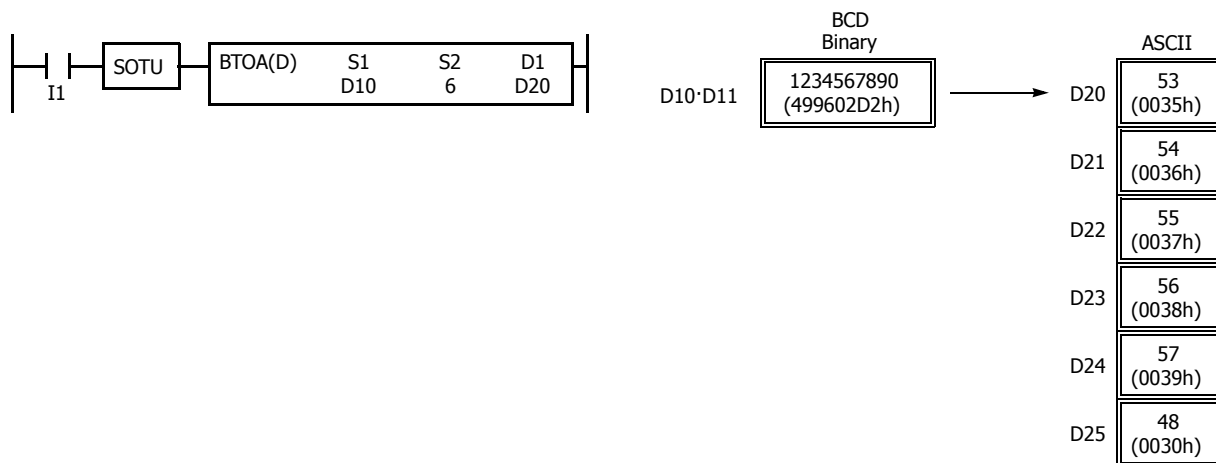 I1
SOTU
BTOA(D) S1 S2 D1
D10 6 D20
BCD
Binary
D10·D11
1234567890
(499602D2h)
ASCII
D20
53
(0035h)
D21
54
(0036h)
D22
55
(0037h)
D23
56
(0038h)
D24
57
(0039h)
D25
48
(0030h)